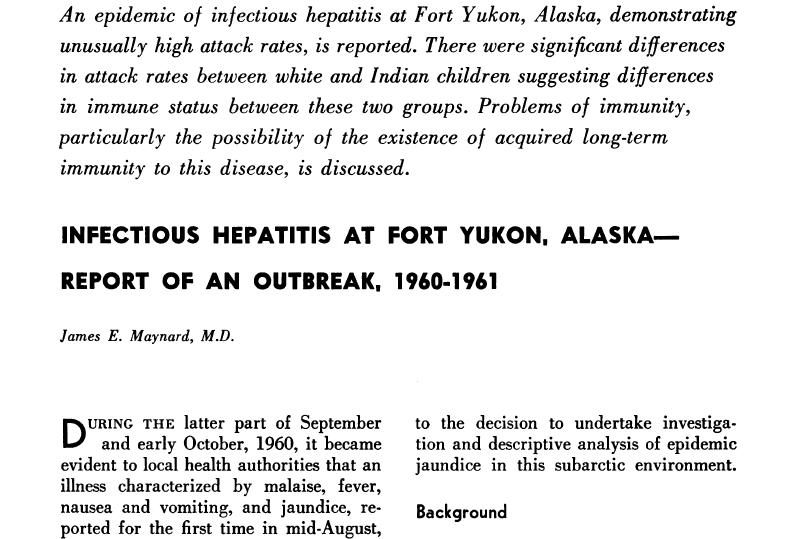 An epidemic of infectious hepatitis at Fort Yukon, Alaska, demonstrating
unusually high attack rates, is reported. There were significant differences
in attack rates between white and Indian children suggesting differences
in immune status between these two groups. Problems of immunity,
particularly the possibility of the existence of acquired long-term
immunity to this disease, is discussed.
INFECTIOUS HEPATITIS AT FORT YUKON, ALASKA—
REPORT OF AN OUTBREAK, 1960-1961
James E. Maynard, M.D.
DURING THE latter part of September
and early October, 1960, it became
evident to local health authorities that an
illness characterized by malaise, fever,
nausea and vomiting, and jaundice, re-
ported for the first time in mid-August,
to the decision to undertake investiga-
tion and descriptive analysis of epidemic
jaundice in this subarctic environment.
Background